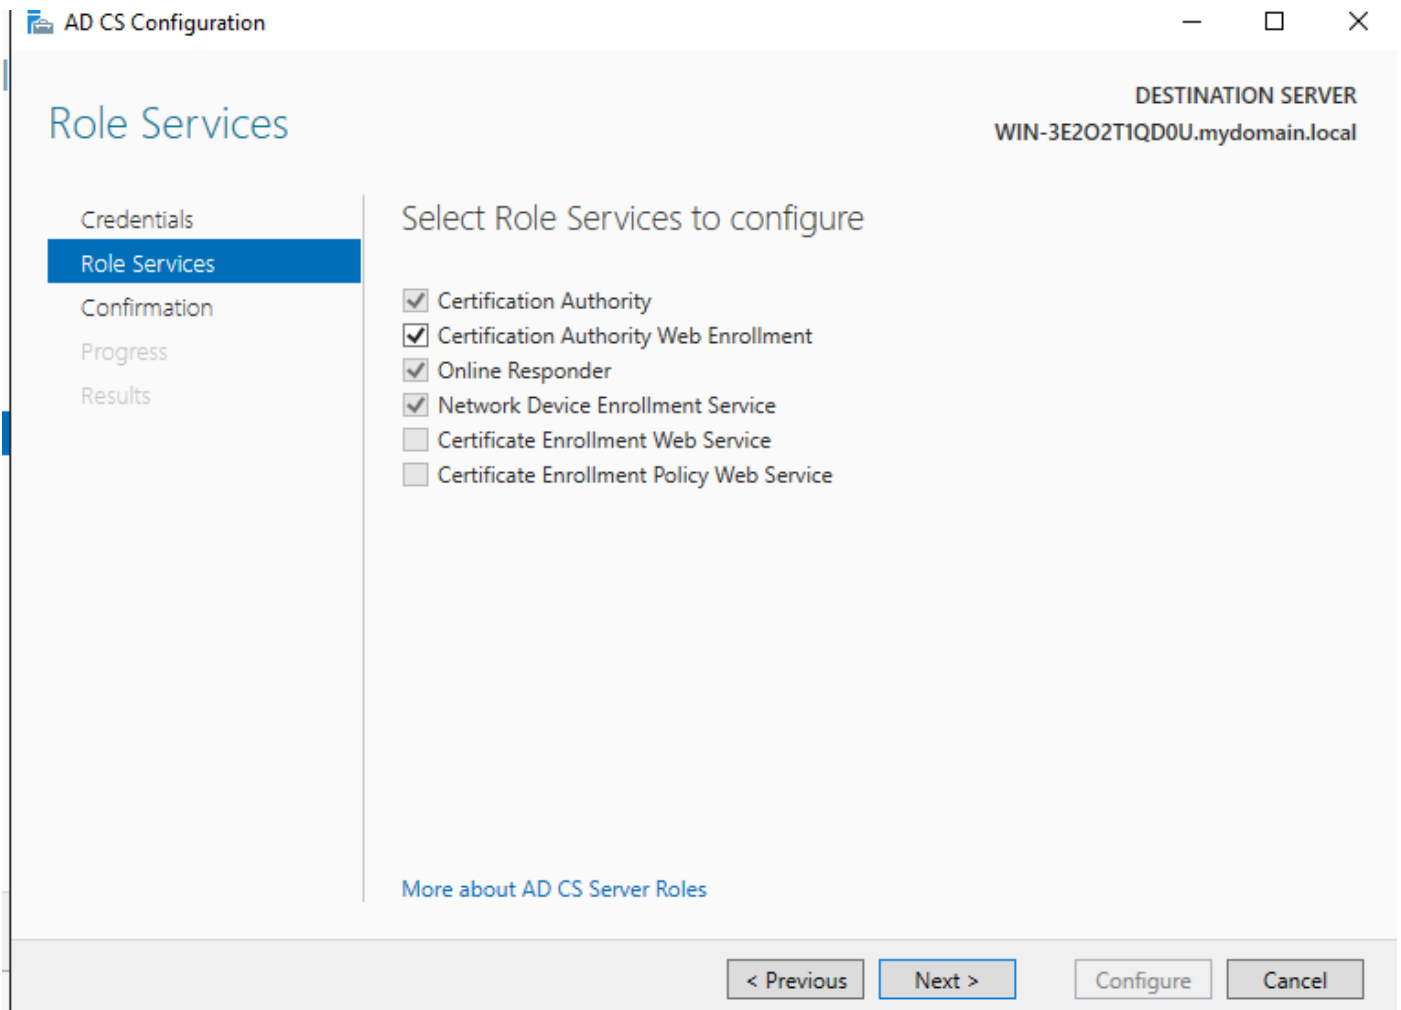 AD CS Configuration
Role Services
DESTINATION SERVER
WIN-3E2O2T1QD0U.mydomain.local
Credentials
Role Services
Confirmation
Progress
Results
Select Role Services to configure
Certification Authority
Certification Authority Web Enrollment
Online Responder
Network Device Enrollment Service
Certificate Enrollment Web Service
Certificate Enrollment Policy Web Service
More about AD CS Server Roles
< Previous
Next >
Configure
Cancel